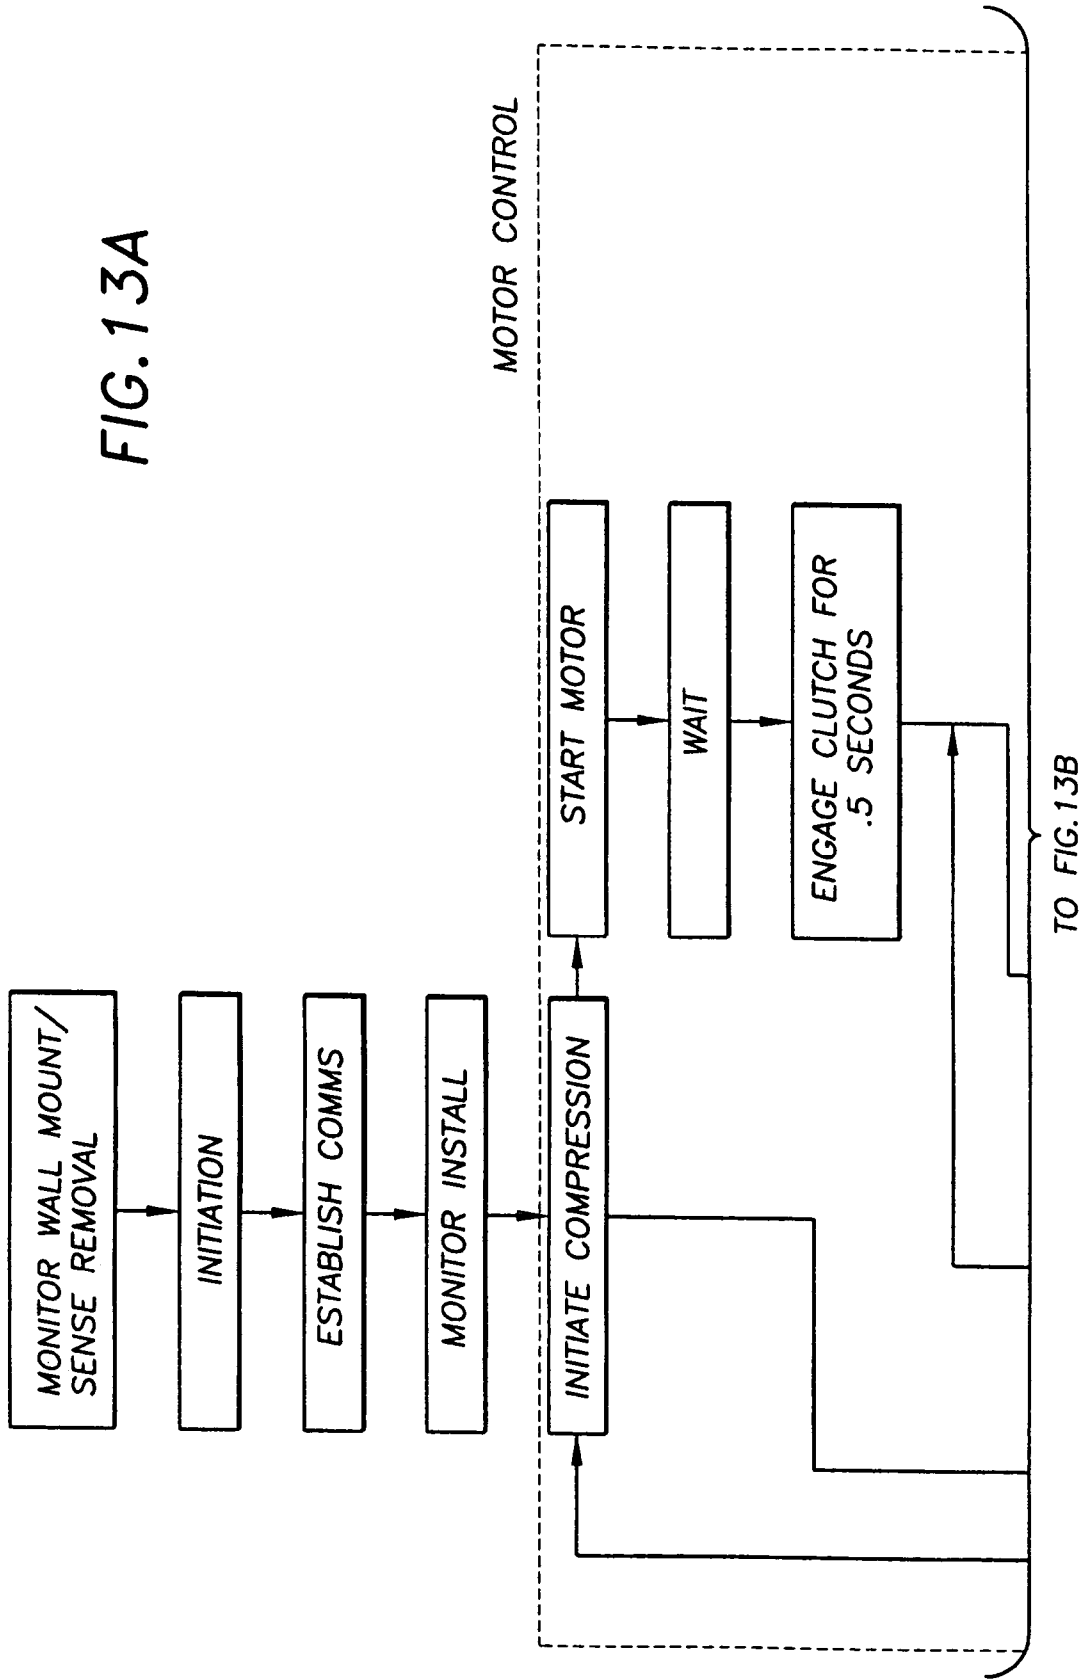 FIG.13A
MONITOR WALL MOUNT/
SENSE REMOVAL
INITIATION
ESTABLISH COMMS
MONITOR INSTALL
MOTOR CONTROL
INITIATE COMPRESSION
START MOTOR
WAIT
ENGAGE CLUTCH FOR
.5 SECONDS
TO FIG.13B